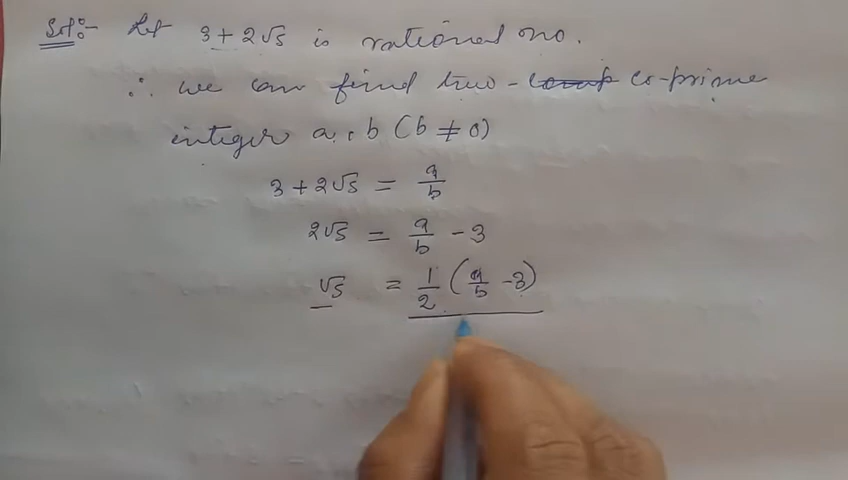 Sol:- Let 3 + 2√5 is rational no.
∴ we can find two co-prime
integer a, b (b ≠ 0)
3 + 2√5 = a/b
2√5 = a/b - 3
√5 = 1/2 (a/b - 3)